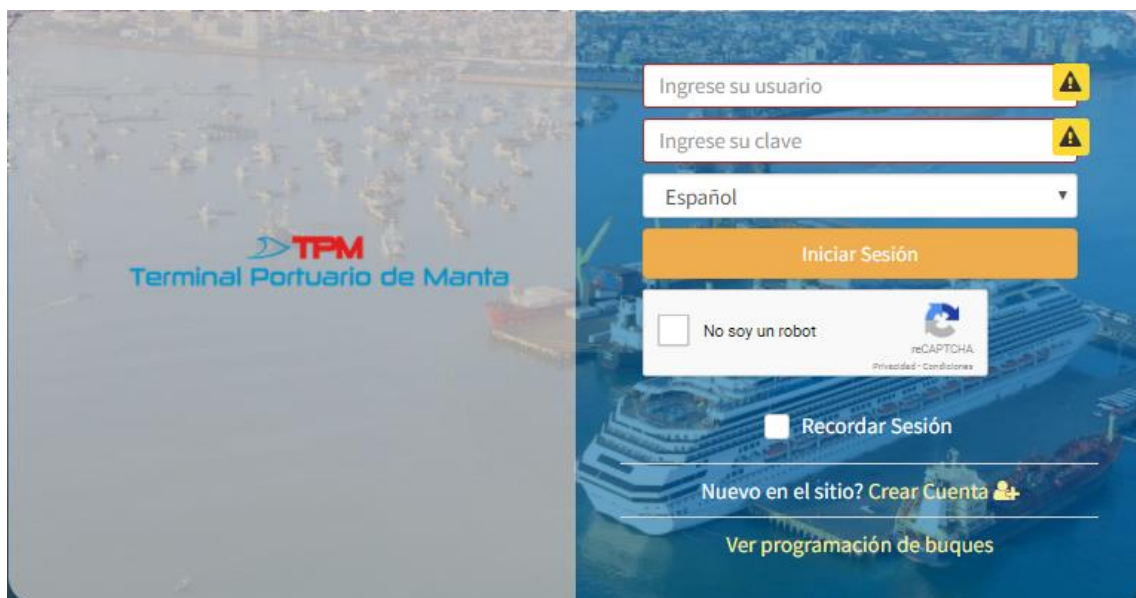 TPM
Terminal Portuario de Manta
Ingrese su usuario
Ingrese su clave
Español
Iniciar Sesión
No soy un robot
reCAPTCHA
Privacidad - Condiciones
Recordar Sesión
Nuevo en el sitio? Crear Cuenta
Ver programación de buques